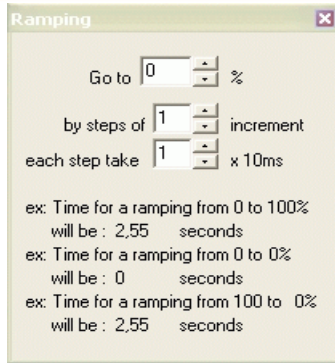 Ramping
Go to 0 %
by steps of 1 increment
each step take 1 x 10ms
ex: Time for a ramping from 0 to 100%
will be : 2,55 seconds
ex: Time for a ramping from 0 to 0%
will be : 0 seconds
ex: Time for a ramping from 100 to 0%
will be : 2,55 seconds